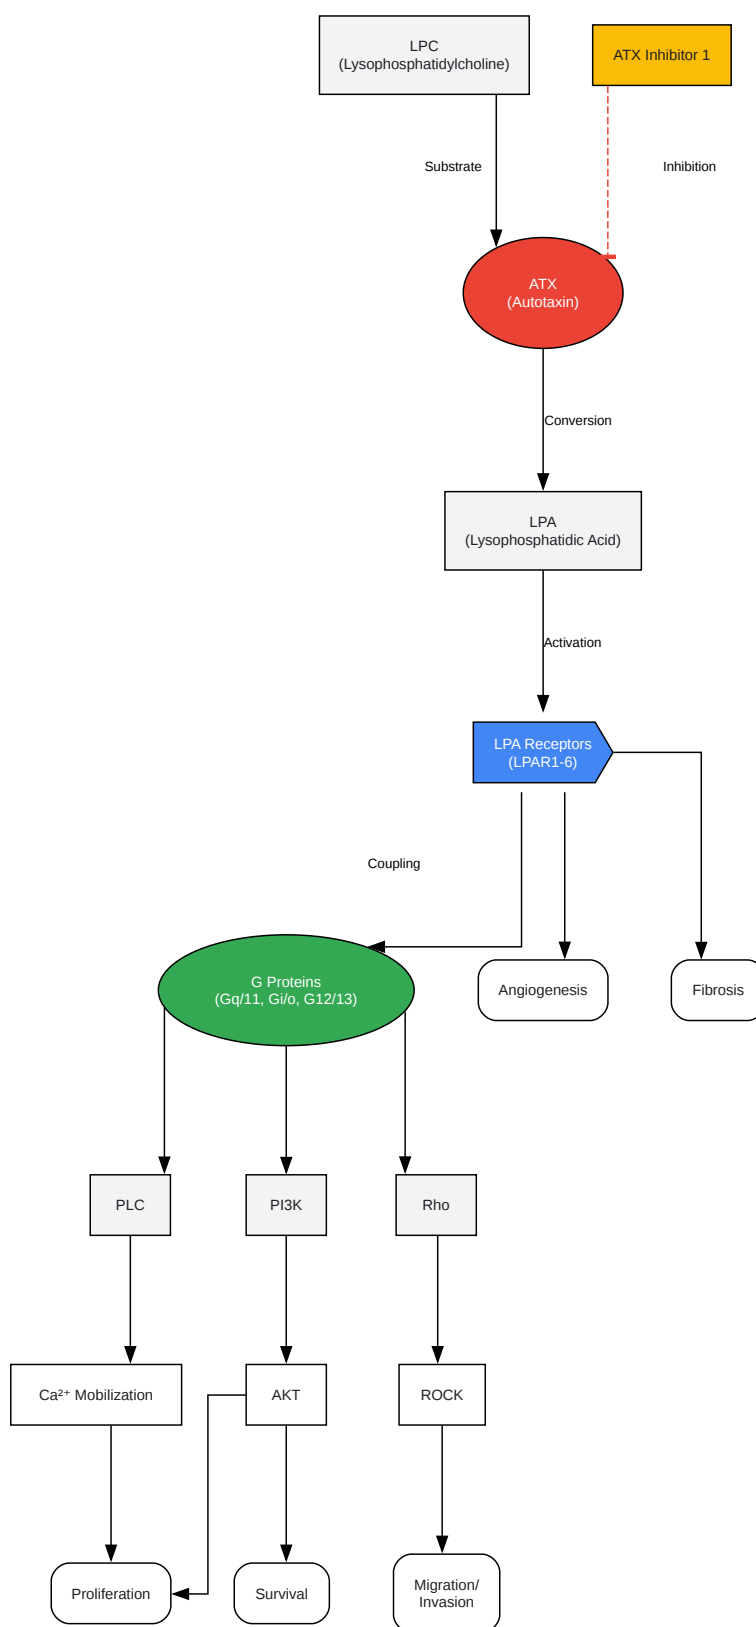 LPC
(Lysophosphatidylcholine)
ATX Inhibitor 1
Substrate
Inhibition
ATX
(Autotaxin)
Conversion
LPA
(Lysophosphatidic Acid)
Activation
LPA Receptors
(LPAR1-6)
Coupling
G Proteins
(Gq/11, Gi/o, G12/13)
Angiogenesis
Fibrosis
PLC
PI3K
Rho
Ca²⁺ Mobilization
AKT
ROCK
Proliferation
Survival
Migration/
Invasion